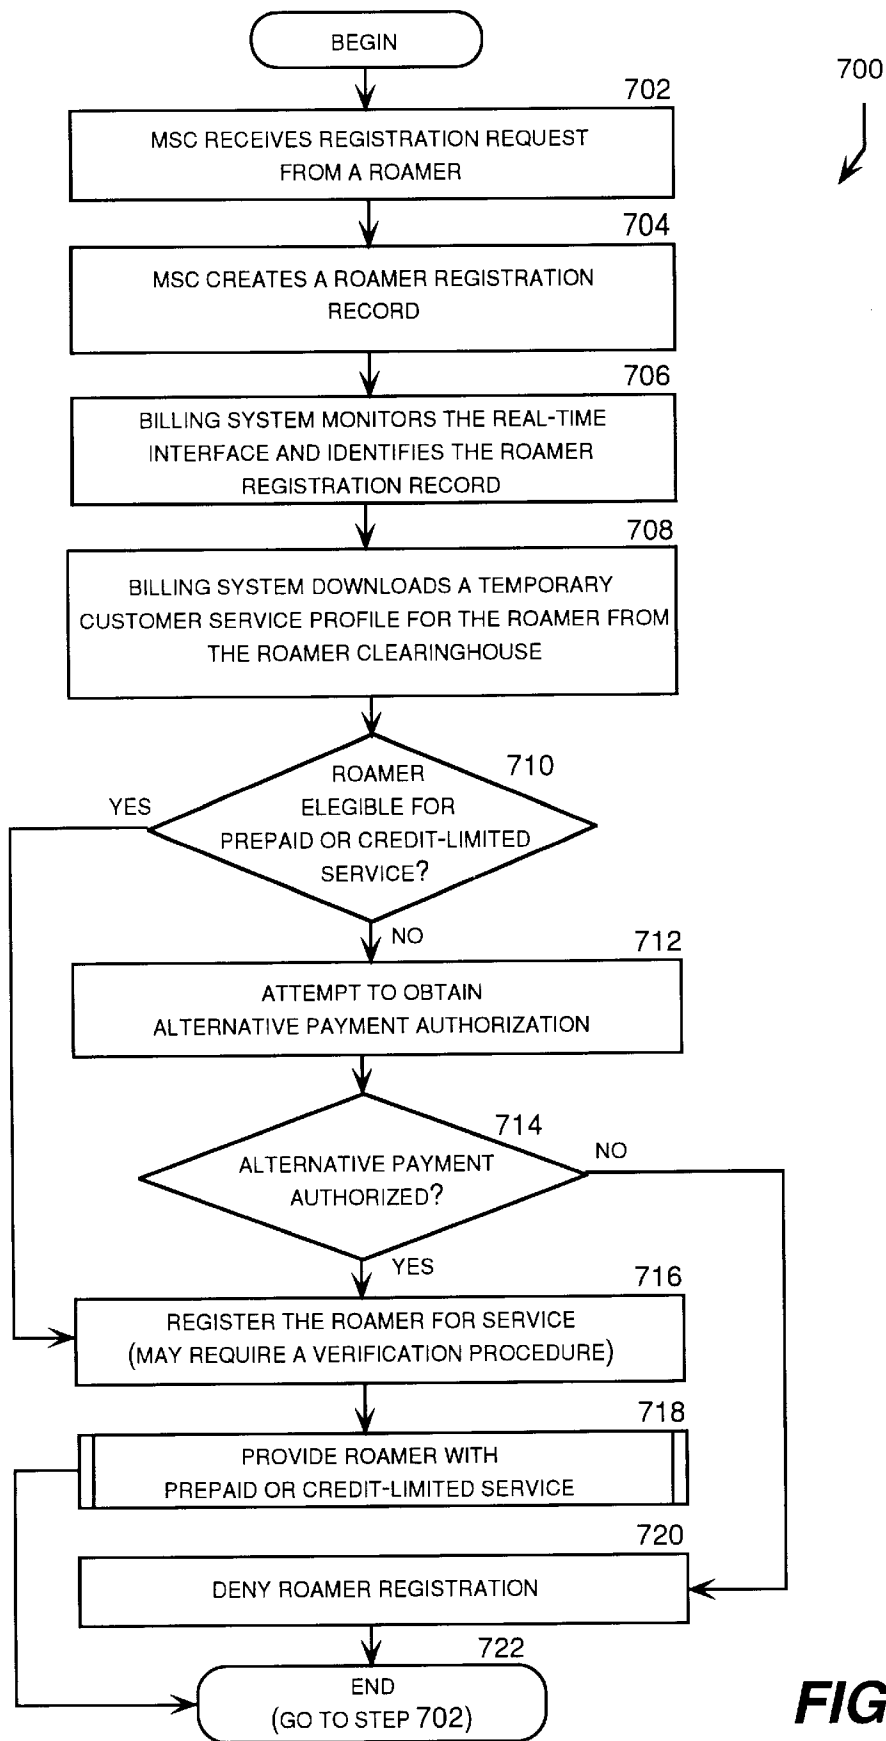 BEGIN
700
702
MSC RECEIVES REGISTRATION REQUEST
FROM A ROAMER
704
MSC CREATES A ROAMER REGISTRATION
RECORD
706
BILLING SYSTEM MONITORS THE REAL-TIME
INTERFACE AND IDENTIFIES THE ROAMER
REGISTRATION RECORD
708
BILLING SYSTEM DOWNLOADS A TEMPORARY
CUSTOMER SERVICE PROFILE FOR THE ROAMER FROM
THE ROAMER CLEARINGHOUSE
710
ROAMER
ELEGIBLE FOR
PREPAID OR CREDIT-LIMITED
SERVICE?
YES
NO
712
ATTEMPT TO OBTAIN
ALTERNATIVE PAYMENT AUTHORIZATION
714
ALTERNATIVE PAYMENT
AUTHORIZED?
NO
YES
716
REGISTER THE ROAMER FOR SERVICE
(MAY REQUIRE A VERIFICATION PROCEDURE)
718
PROVIDE ROAMER WITH
PREPAID OR CREDIT-LIMITED SERVICE
720
DENY ROAMER REGISTRATION
722
END
(GO TO STEP 702)
FIG